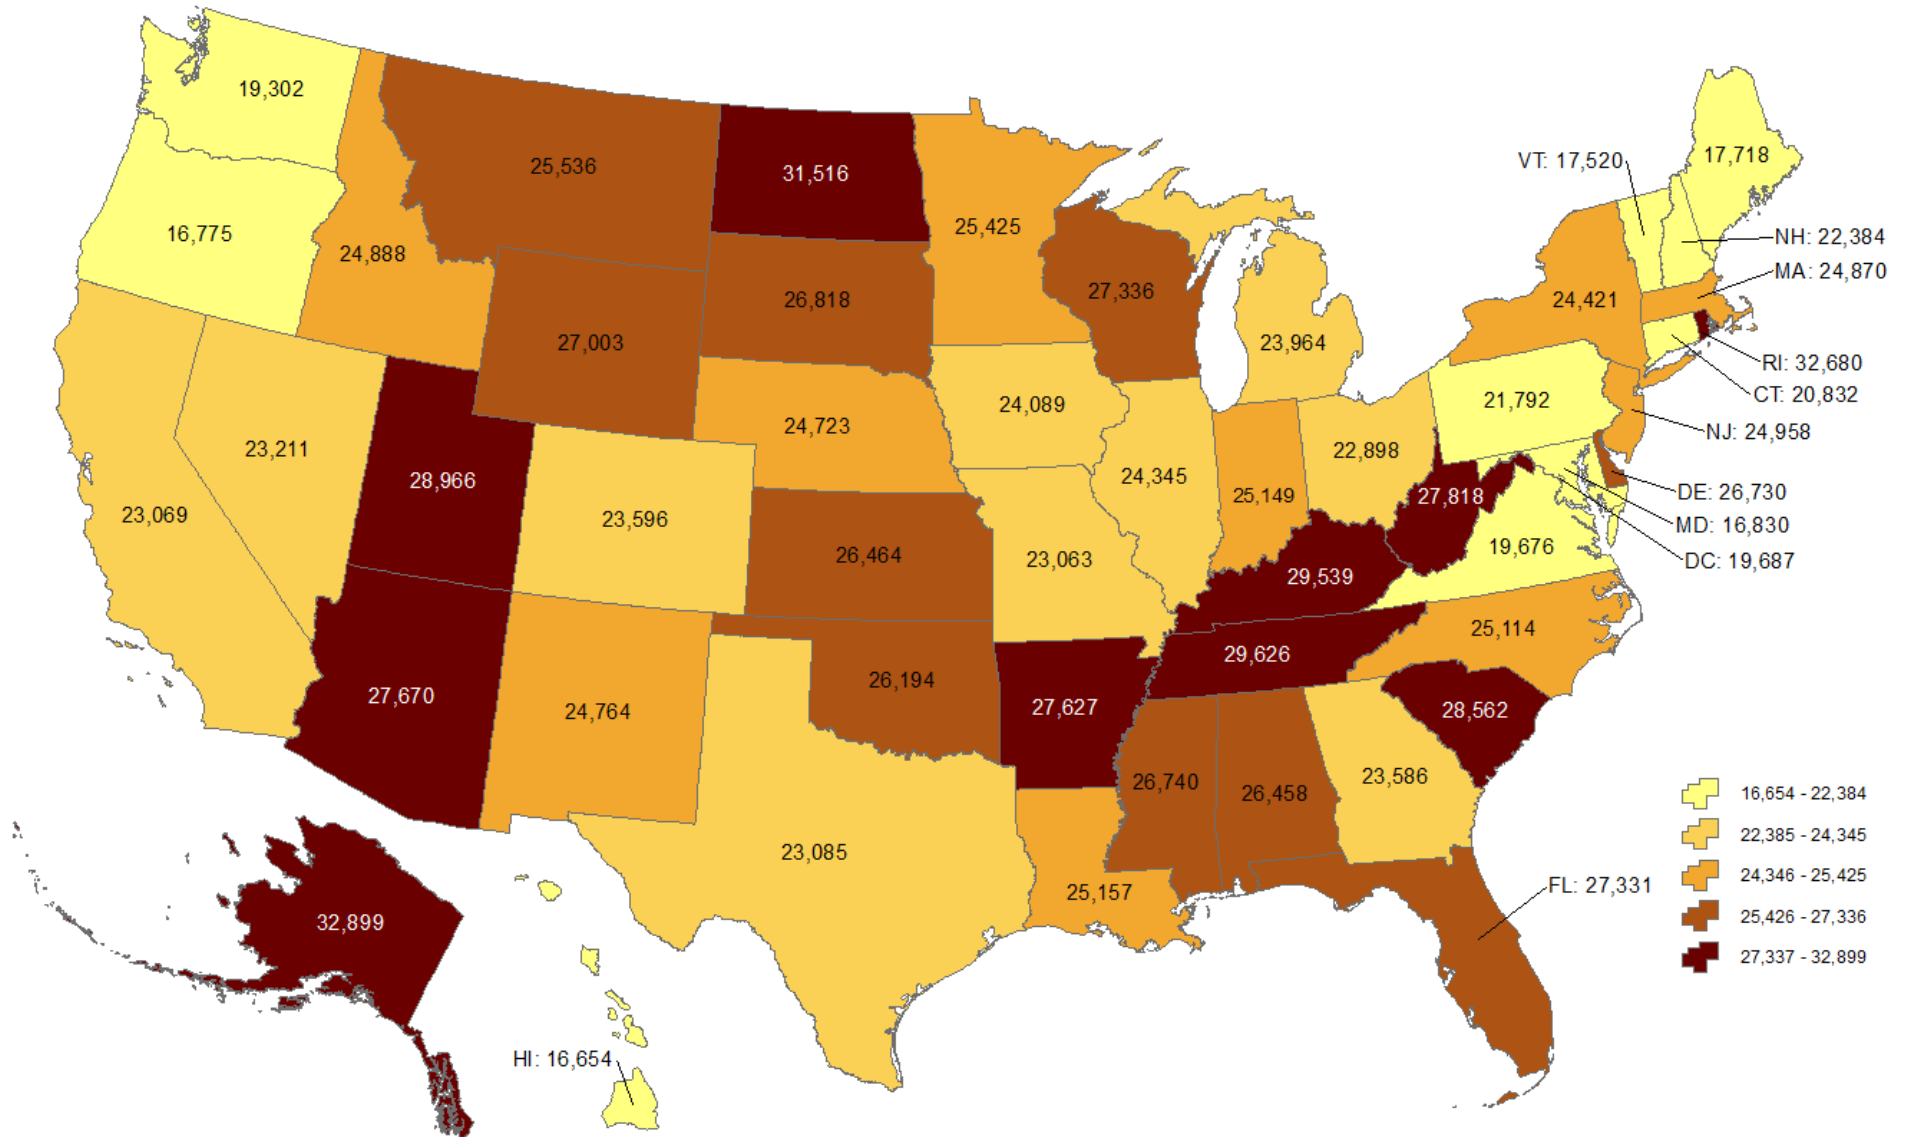 19,302
17,718
VT: 17,520
25,536
31,516
16,775
25,425
NH: 22,384
24,888
MA: 24,870
26,818
27,336
24,421
27,003
23,964
RI: 32,680
CT: 20,832
24,089
21,792
24,723
NJ: 24,958
23,211
22,898
28,966
24,345
25,149
27,818
DE: 26,730
23,069
23,596
MD: 16,830
26,464
19,676
23,063
DC: 19,687
29,539
25,114
29,626
26,194
27,670
24,764
27,627
28,562
26,740
26,458
23,586
16,654 - 22,384
22,385 - 24,345
23,085
24,346 - 25,425
25,157
FL: 27,331
25,426 - 27,336
32,899
27,337 - 32,899
HI: 16,654